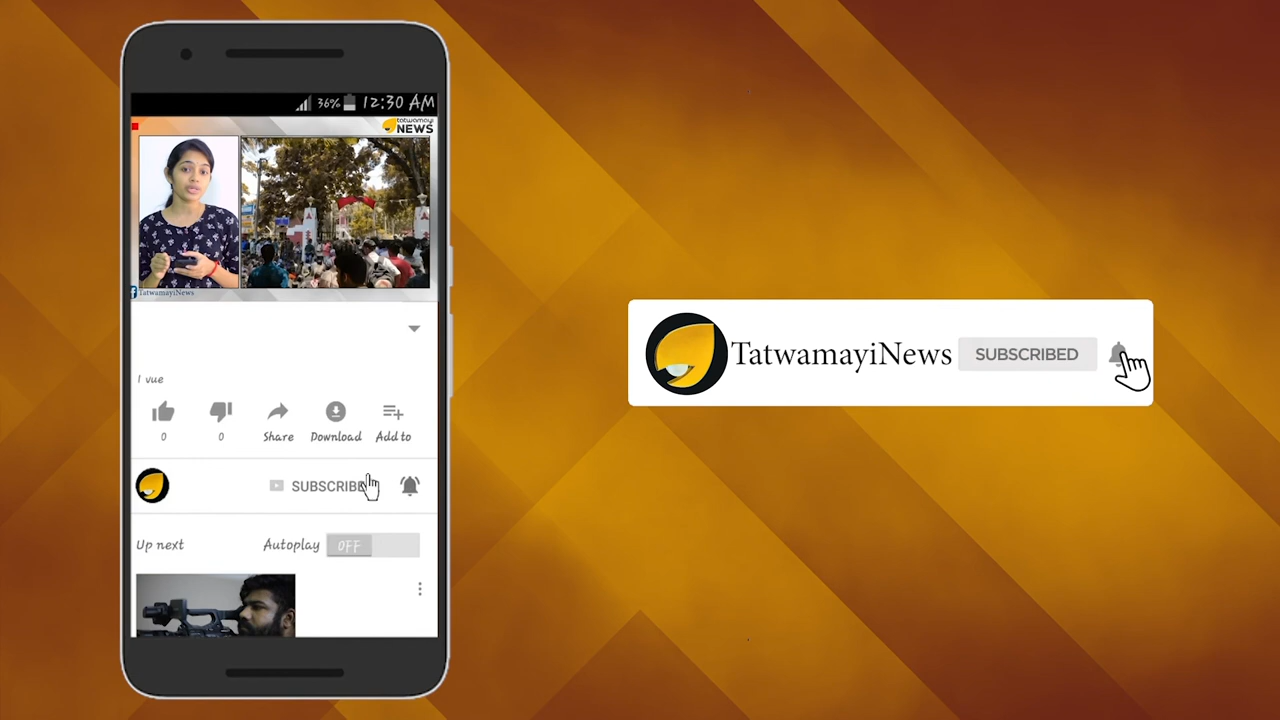 36% 12:30 AM
tatwamayi
NEWS
TatwamayiNews
1 vue
0 0 Share Download Add to
SUBSCRIBE
Up next Autoplay OFF
TatwamayiNews SUBSCRIBED